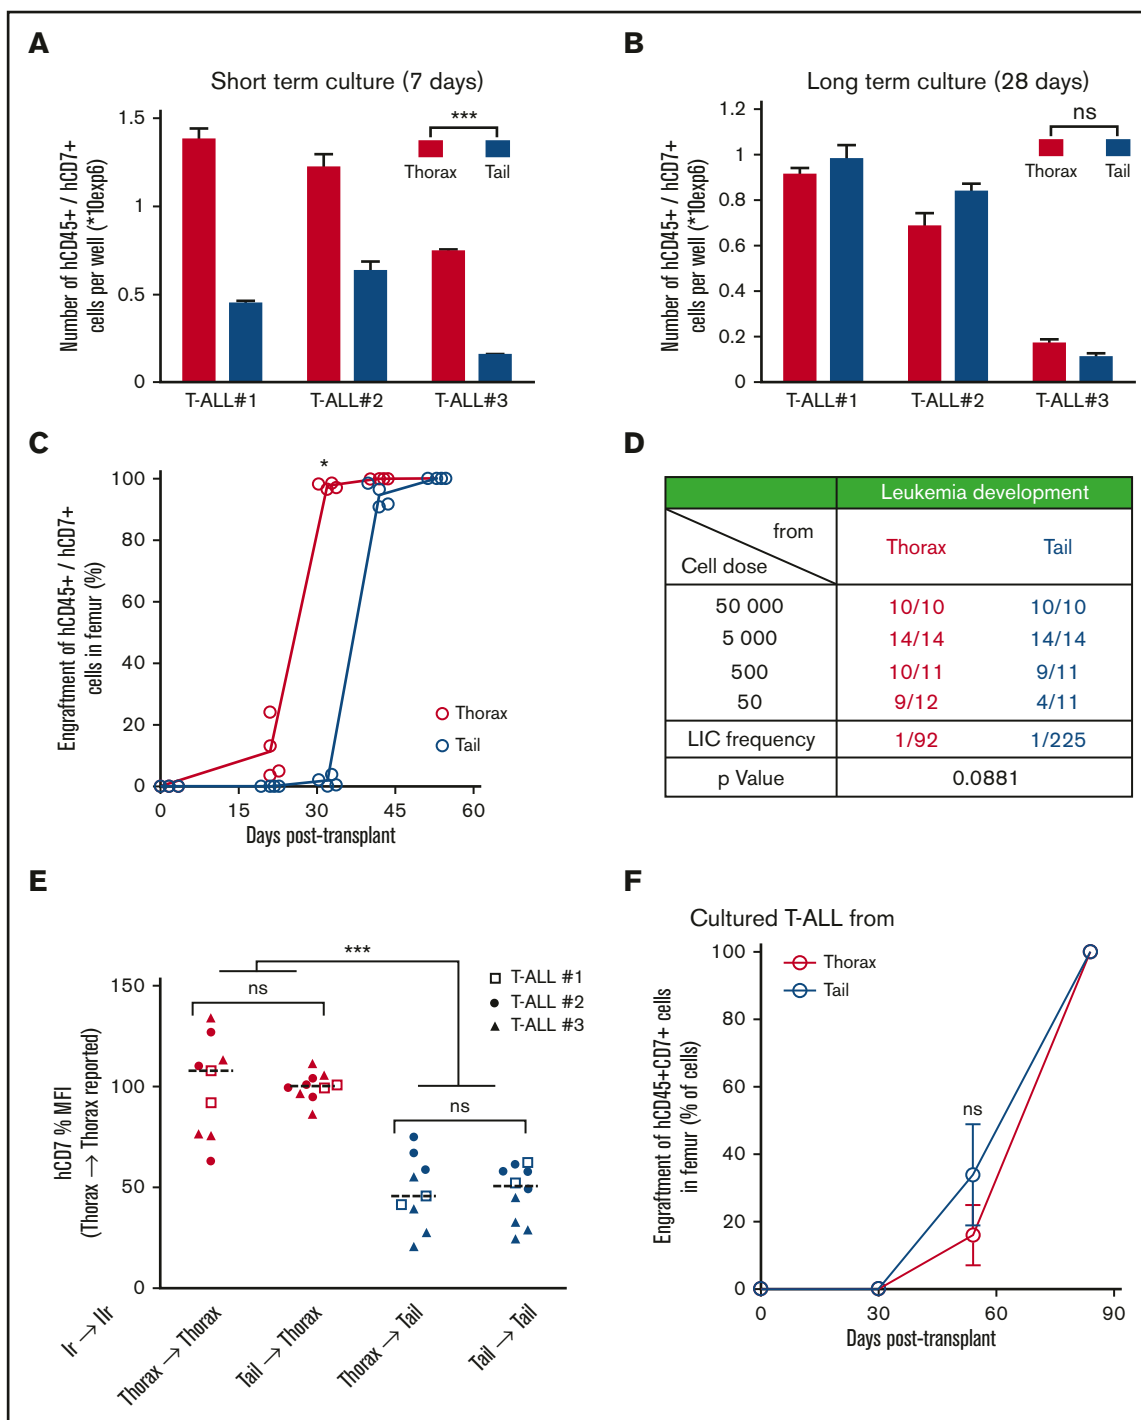 A
Short term culture (7 days)
Number of hCD45+ / hCD7+
cells per well (*10exp6)
1.5
1
0.5
0
***
Thorax
Tail
T-ALL#1
T-ALL#2
T-ALL#3
B
Long term culture (28 days)
Number of hCD45+ / hCD7+
cells per well (*10exp6)
1.2
1
0.8
0.6
0.4
0.2
0
ns
Thorax
Tail
T-ALL#1
T-ALL#2
T-ALL#3
C
Engraftment of hCD45+ / hCD7+
cells in femur (%)
100
80
60
40
20
0
*
Thorax
Tail
0
15
30
45
60
Days post-transplant
D
Leukemia development
from
Cell dose
Thorax
Tail
50 000 10/10 10/10
5 000 14/14 14/14
500 10/11 9/11
50 9/12 4/11
LIC frequency 1/92 1/225
p Value 0.0881
E
hCD7 % MFI
(Thorax → Thorax reported)
150
100
50
0
***
ns
ns
T-ALL #1
T-ALL #2
T-ALL #3
Ir → IIr
Thorax → Thorax
Tail → Thorax
Thorax → Tail
Tail → Tail
F
Cultured T-ALL from
Engraftment of hCD45+CD7+ cells
in femur (% of cells)
100
80
60
40
20
0
Thorax
Tail
ns
0
30
60
90
Days post-transplant